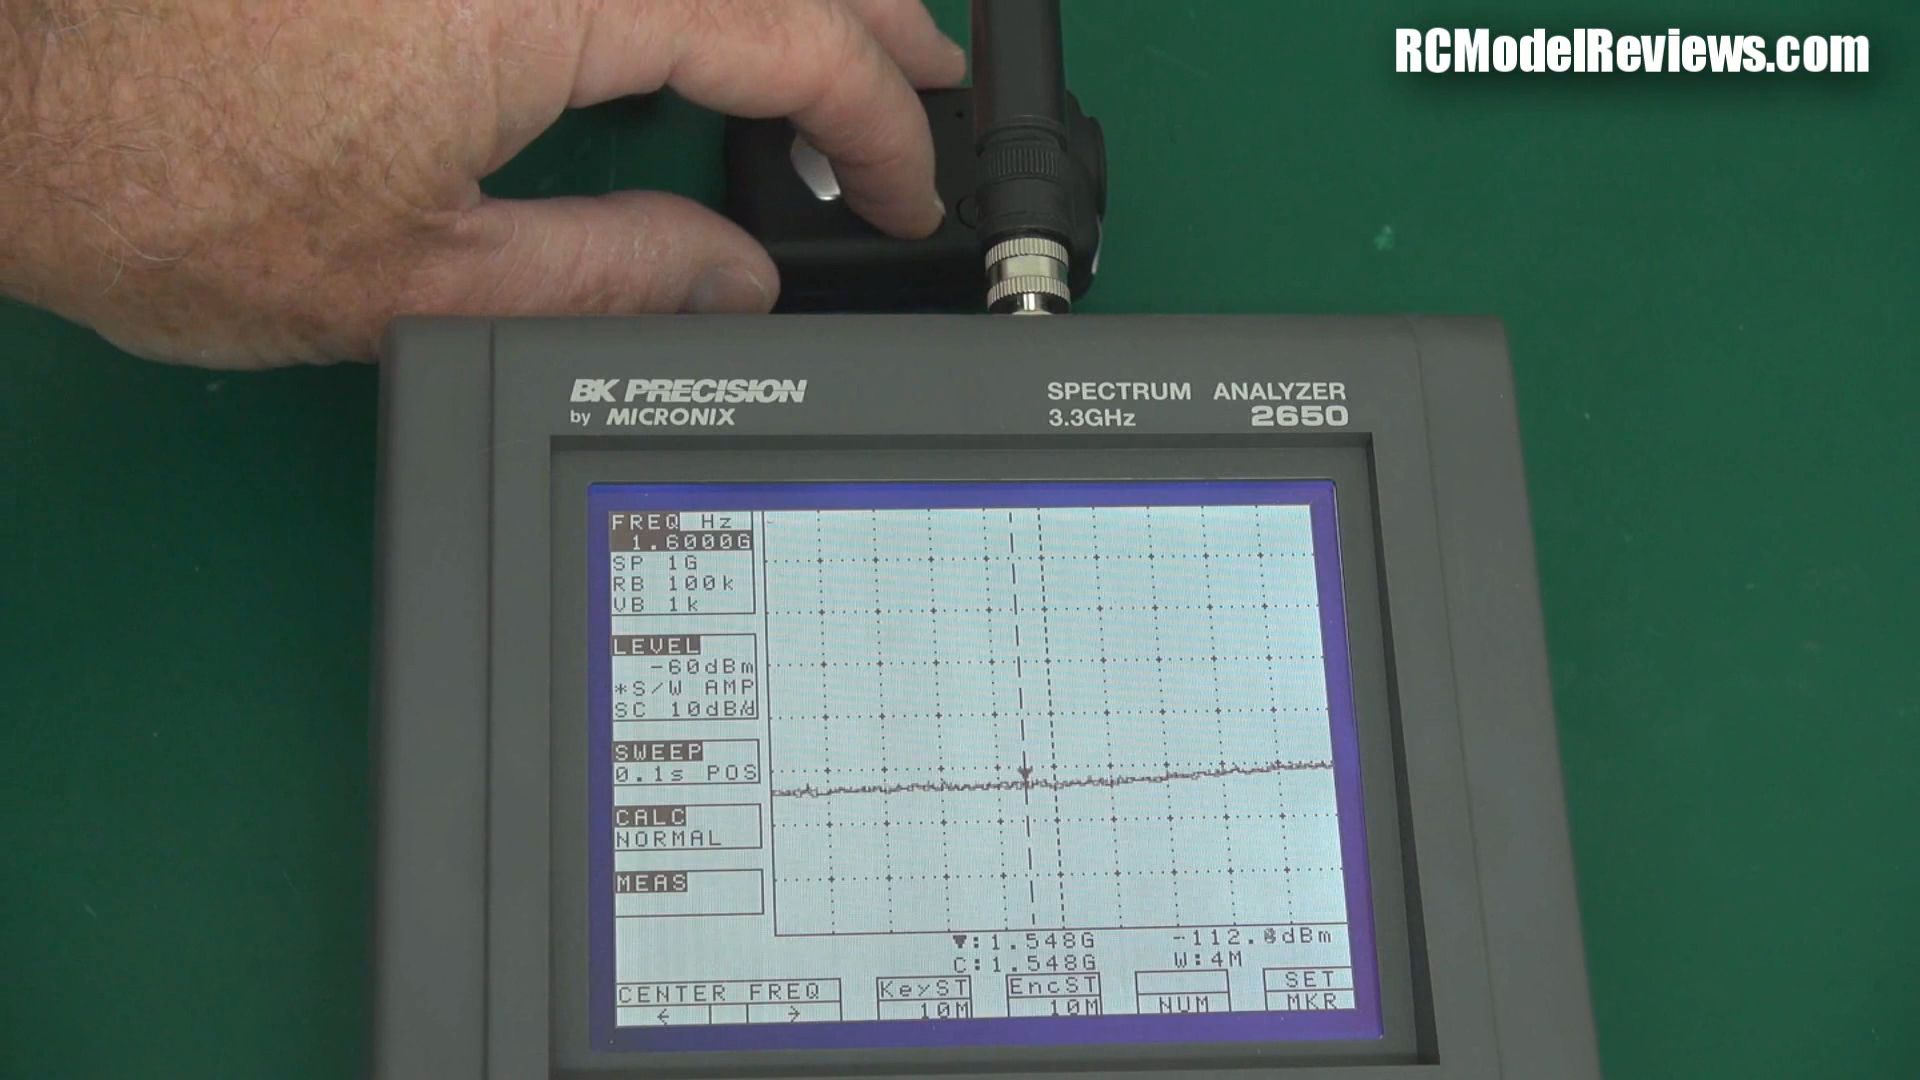 RCModelReviews.com
BK PRECISION
by MICRONIX
SPECTRUM ANALYZER
3.3GHz 2650
FREQ Hz
1.6000G
SP 1G
RB 100k
VB 1k
LEVEL
-60dBm
*S/W AMP
SC 10dB/d
SWEEP
0.1s POS
CALC
NORMAL
MEAS
▼:1.548G
C:1.548G W:4M
CENTER FREQ
← →
KeyST
10M
EncST
10M
NUM
SET
MKR